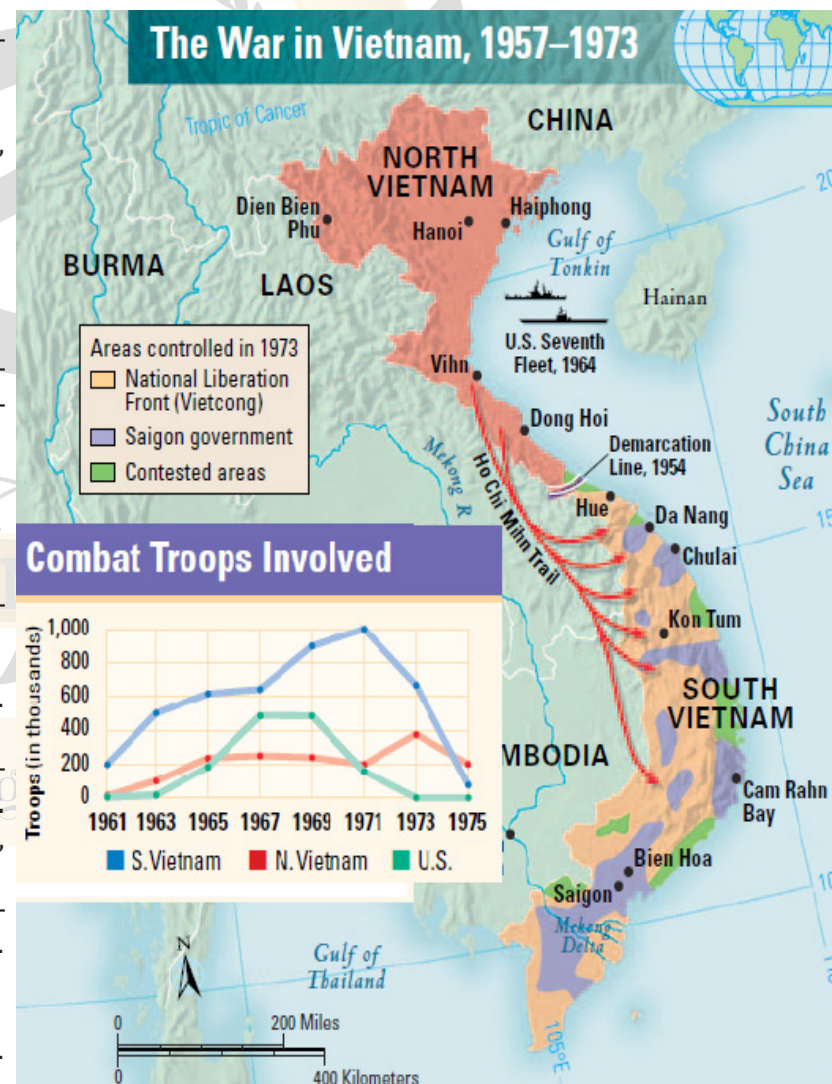 The War in Vietnam, 1957–1973
Tropic of Cancer
CHINA
NORTH
VIETNAM
Dien Bien
Phu
Hanoi
Haiphong
Gulf of
Tonkin
BURMA
LAOS
Hainan
U.S. Seventh
Fleet, 1964
Areas controlled in 1973
National Liberation
Front (Vietcong)
Saigon government
Contested areas
Vihn
Dong Hoi
South
China
Sea
Demarcation
Line, 1954
Mekong R
Ho Chi Mihn Trail
Hue
Da Nang
15
Chulai
Kon Tum
SOUTH
VIETNAM
MBODIA
Cam Rahn
Bay
Bien Hoa
Saigon
Mekong
Delta
Gulf of
Thailand
105°E
N
0 200 Miles
0 400 Kilometers
Combat Troops Involved
Troops (in thousands)
1,000
800
600
400
200
0
1961 1963 1965 1967 1969 1971 1973 1975
S. Vietnam N. Vietnam U.S.